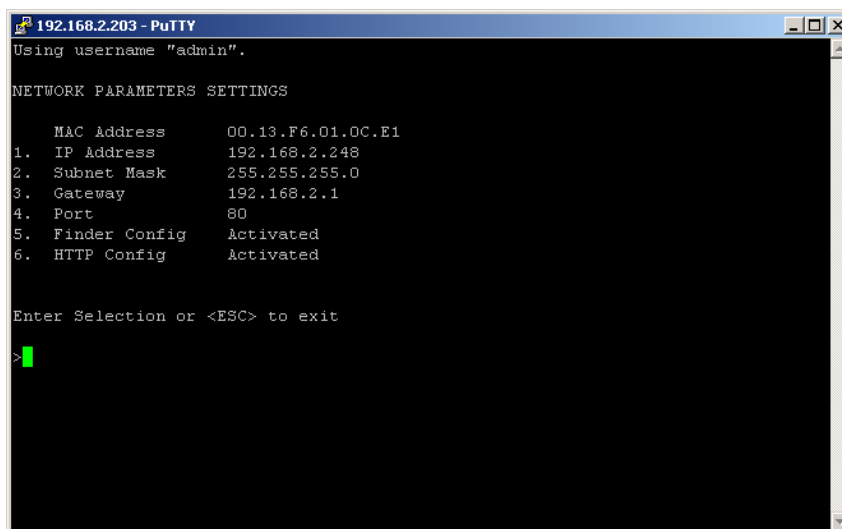 192.168.2.203 - PuTTY
Using username "admin".
NETWORK PARAMETERS SETTINGS
MAC Address 00.13.F6.01.0C.E1
1. IP Address 192.168.2.248
2. Subnet Mask 255.255.255.0
3. Gateway 192.168.2.1
4. Port 80
5. Finder Config Activated
6. HTTP Config Activated
Enter Selection or <ESC> to exit
>